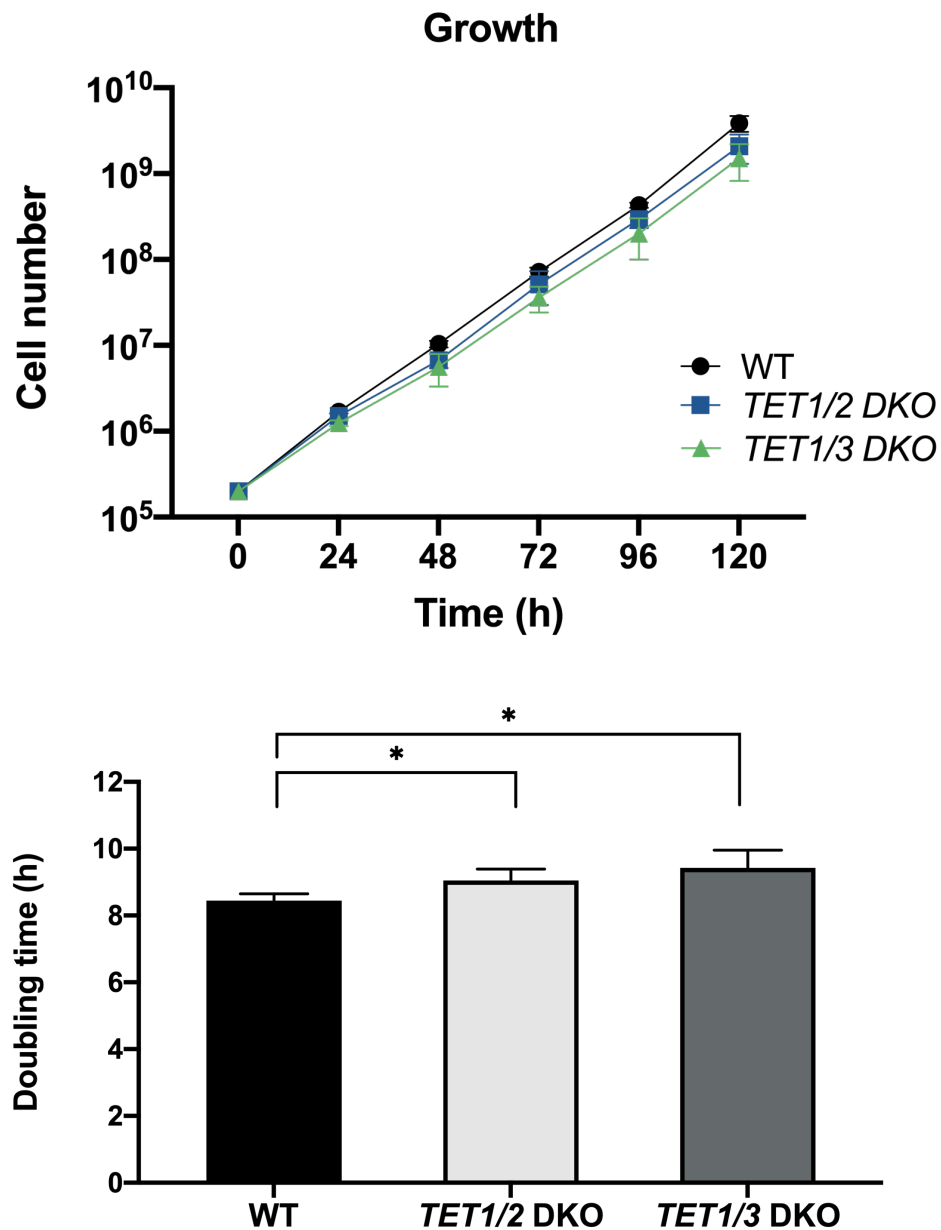 Growth
Cell number
10^10
10^9
10^8
10^7
10^6
10^5
WT
TET1/2 DKO
TET1/3 DKO
0 24 48 72 96 120
Time (h)
*
*
Doubling time (h)
12
10
8
6
4
2
0
WT TET1/2 DKO TET1/3 DKO